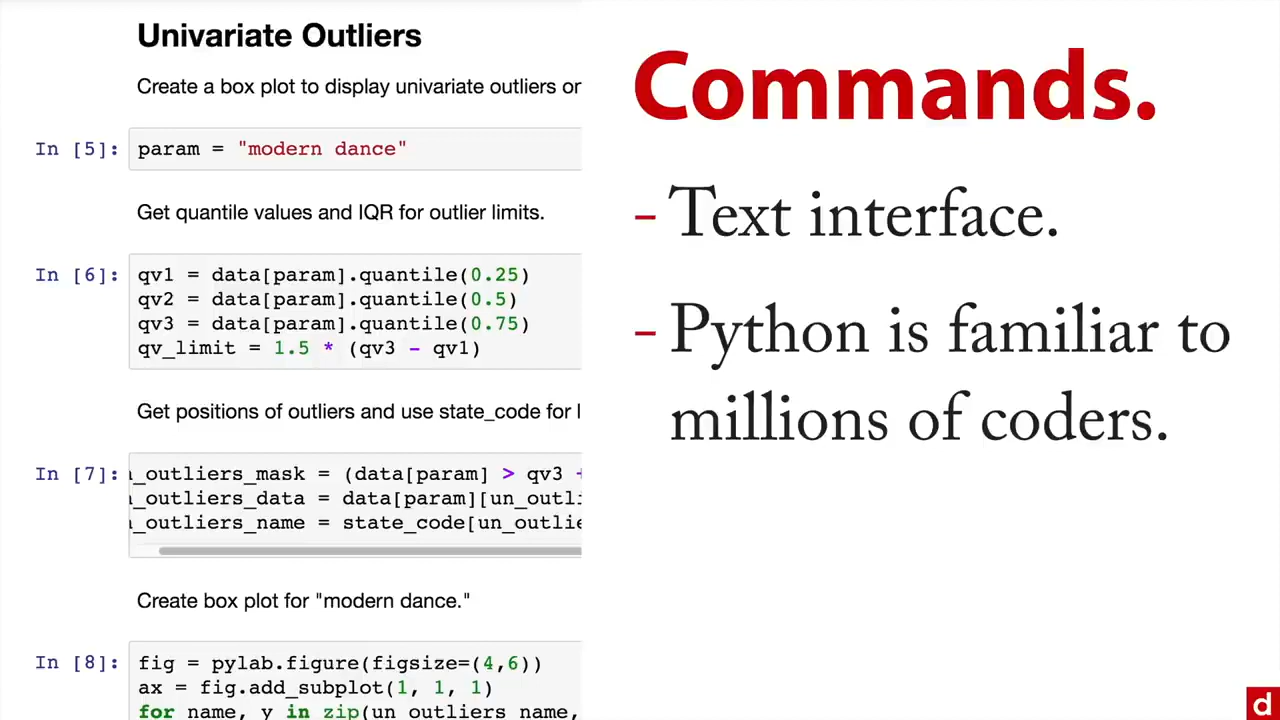 Univariate Outliers
Create a box plot to display univariate outliers or
In [5]: param = "modern dance"
Get quantile values and IQR for outlier limits.
In [6]: qv1 = data[param].quantile(0.25)
qv2 = data[param].quantile(0.5)
qv3 = data[param].quantile(0.75)
qv_limit = 1.5 * (qv3 - qv1)
Get positions of outliers and use state_code for l
In [7]: n_outliers_mask = (data[param] > qv3 +
n_outliers_data = data[param][un_outli
n_outliers_name = state_code[un_outlie
Create box plot for "modern dance."
In [8]: fig = pylab.figure(figsize=(4,6))
ax = fig.add_subplot(1, 1, 1)
for name, y in zip(un_outliers_name,
Commands.
- Text interface.
- Python is familiar to
millions of coders.
d